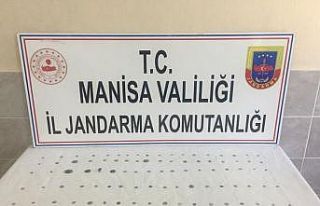 T.C.
MANİSA VALİLİĞİ
İL JANDARMA KOMUTANLIĞI